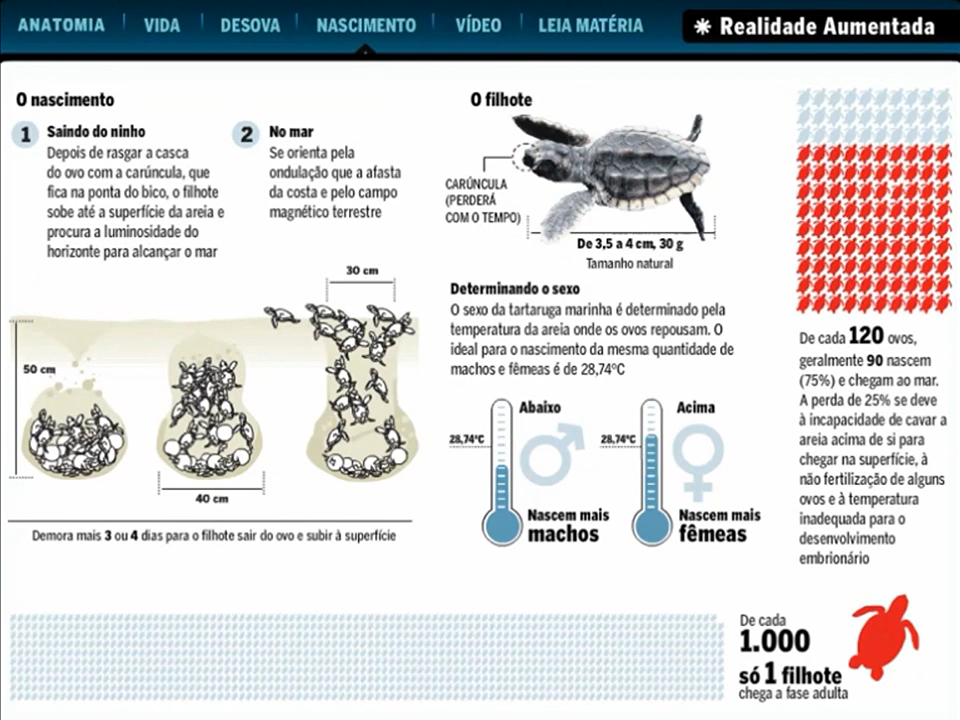 ANATOMIA
VIDA
DESOVA
NASCIMENTO
VÍDEO
LEIA MATÉRIA
Realidade Aumentada
O nascimento
1
Saindo do ninho
Depois de rasgar a casca
do ovo com a carúncula, que
fica na ponta do bico, o filhote
sobe até a superfície da areia e
procura a luminosidade do
horizonte para alcançar o mar
2
No mar
Se orienta pela
ondulação que a afasta
da costa e pelo campo
magnético terrestre
30 cm
50 cm
40 cm
Demora mais 3 ou 4 dias para o filhote sair do ovo e subir à superfície
O filhote
CARÚNCULA
(PERDERÁ
COM O TEMPO)
De 3,5 a 4 cm, 30 g
Tamanho natural
Determinando o sexo
O sexo da tartaruga marinha é determinado pela
temperatura da areia onde os ovos repousam. O
ideal para o nascimento da mesma quantidade de
machos e fêmeas é de 28,74ºC
Abaixo
28,74ºC
Nascem mais
machos
Acima
28,74ºC
Nascem mais
fêmeas
De cada 120 ovos,
geralmente 90 nascem
(75%) e chegam ao mar.
A perda de 25% se deve
à incapacidade de cavar a
areia acima de si para
chegar na superfície, à
não fertilização de alguns
ovos e à temperatura
inadequada para o
desenvolvimento
embrionário
De cada
1.000
só 1 filhote
chega a fase adulta